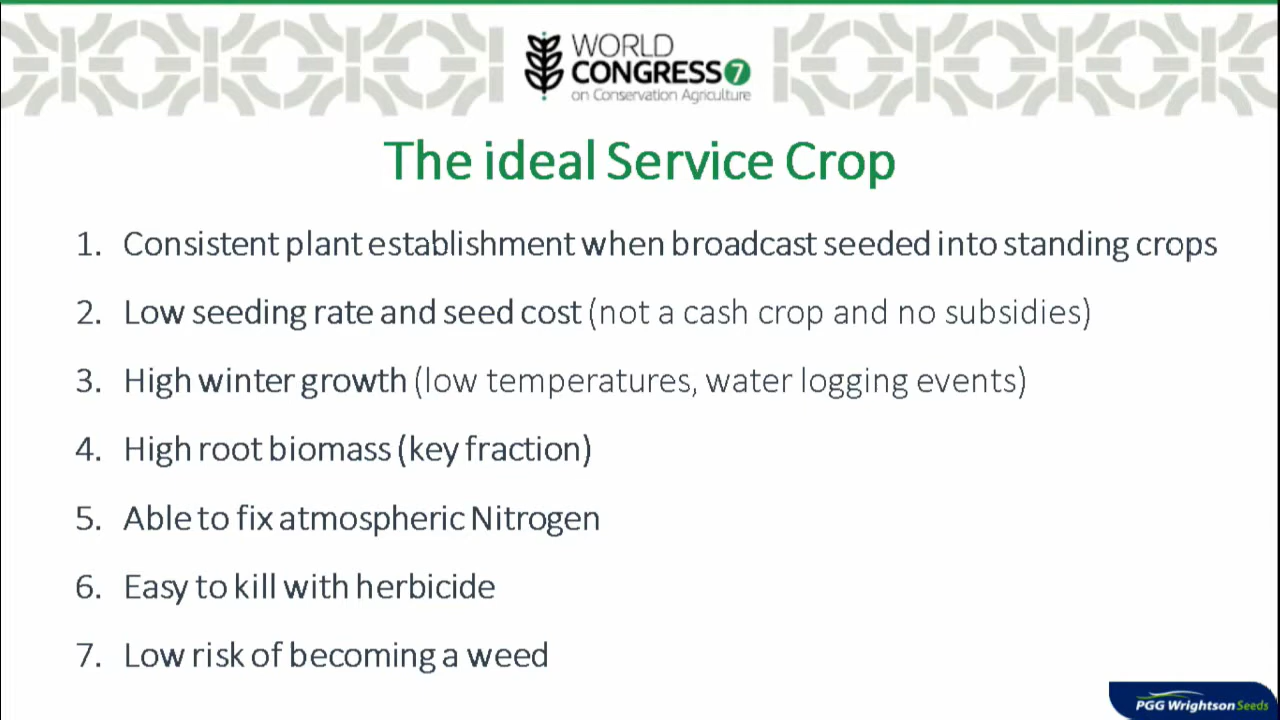 WORLD
CONGRESS 7
on Conservation Agriculture
The ideal Service Crop
1. Consistent plant establishment when broadcast seeded into standing crops
2. Low seeding rate and seed cost (not a cash crop and no subsidies)
3. High winter growth (low temperatures, water logging events)
4. High root biomass (key fraction)
5. Able to fix atmospheric Nitrogen
6. Easy to kill with herbicide
7. Low risk of becoming a weed
PGG Wrightson Seeds